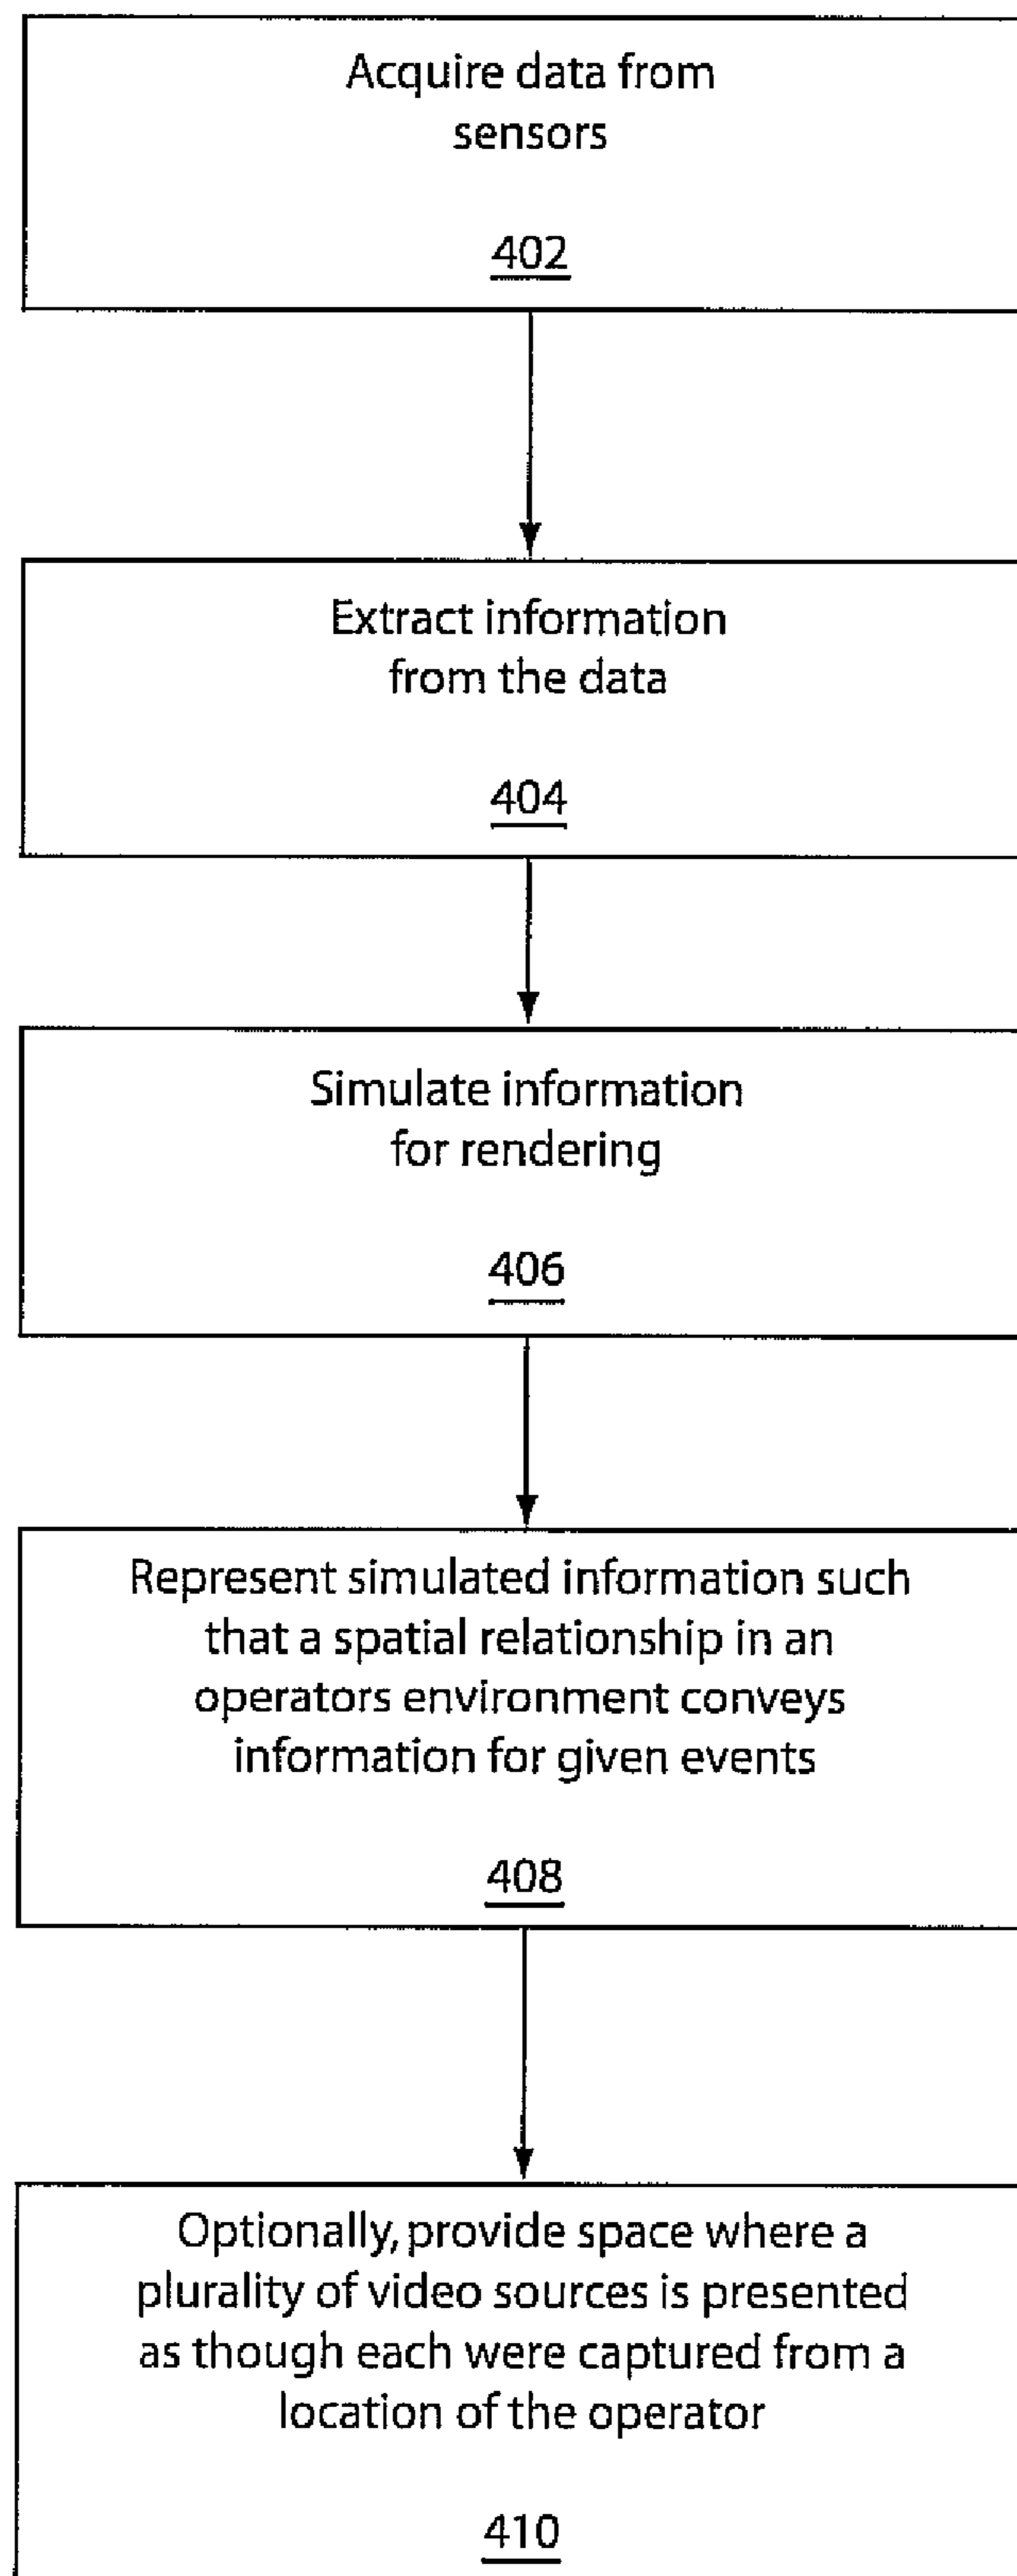 Acquire data from
sensors
402
Extract information
from the data
404
Simulate information
for rendering
406
Represent simulated information such
that a spatial relationship in an
operators environment conveys
information for given events
408
Optionally, provide space where a
plurality of video sources is presented
as though each were captured from a
location of the operator
410